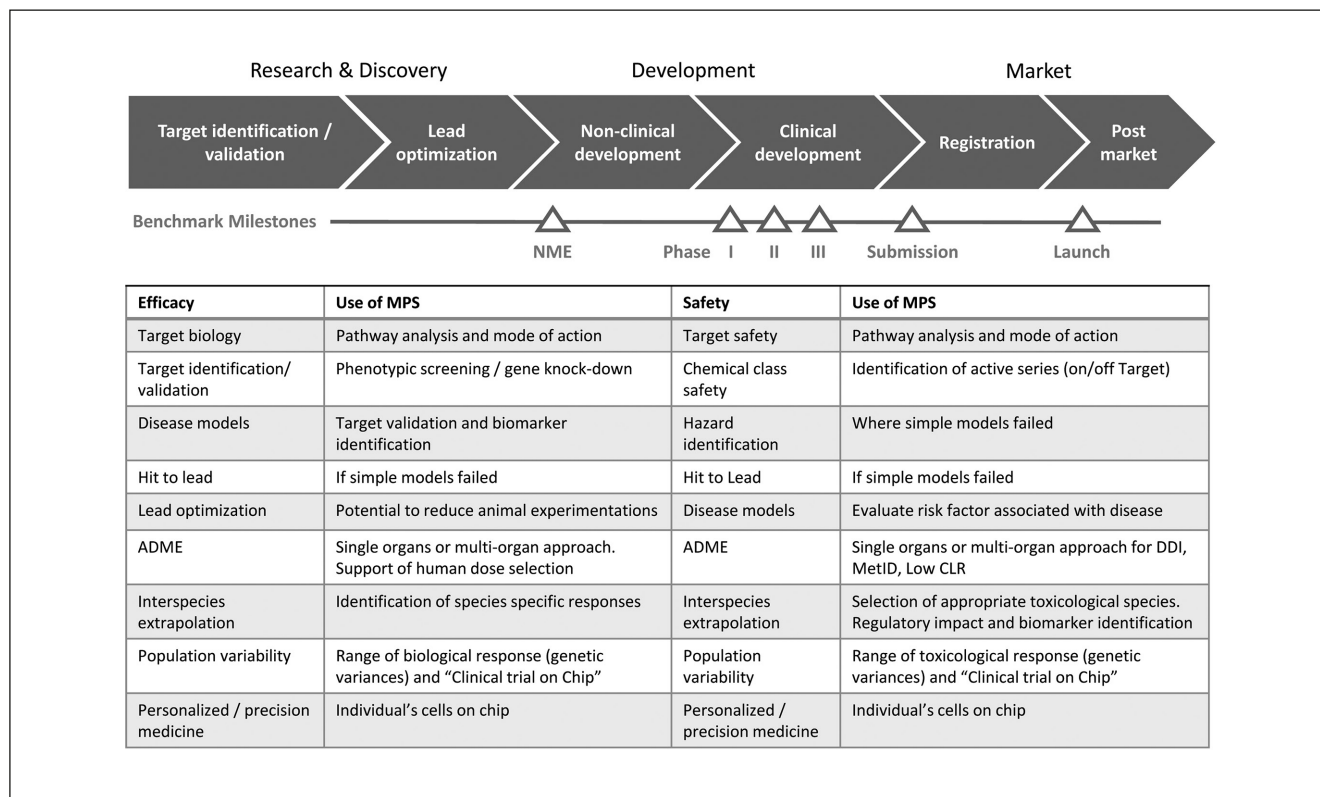 Research & Discovery Development Market
Target identification / validation
Lead optimization
Non-clinical development
Clinical development
Registration
Post market
Benchmark Milestones
NME Phase I II III Submission Launch
Efficacy Use of MPS Safety Use of MPS
Target biology Pathway analysis and mode of action Target safety Pathway analysis and mode of action
Target identification/ Phenotypic screening / gene knock-down Chemical class Identification of active series (on/off Target)
validation safety
Disease models Target validation and biomarker Hazard Where simple models failed
identification identification
Hit to lead If simple models failed Hit to Lead If simple models failed
Lead optimization Potential to reduce animal experimentations Disease models Evaluate risk factor associated with disease
ADME Single organs or multi-organ approach. ADME Single organs or multi-organ approach for DDI,
Support of human dose selection MetID, Low CLR
Interspecies Identification of species specific responses Interspecies Selection of appropriate toxicological species.
extrapolation extrapolation Regulatory impact and biomarker identification
Population variability Range of biological response (genetic Population Range of toxicological response (genetic
variances) and “Clinical trial on Chip” variability variances) and “Clinical trial on Chip”
Personalized / precision Individual’s cells on chip Personalized / Individual’s cells on chip
medicine precision medicine